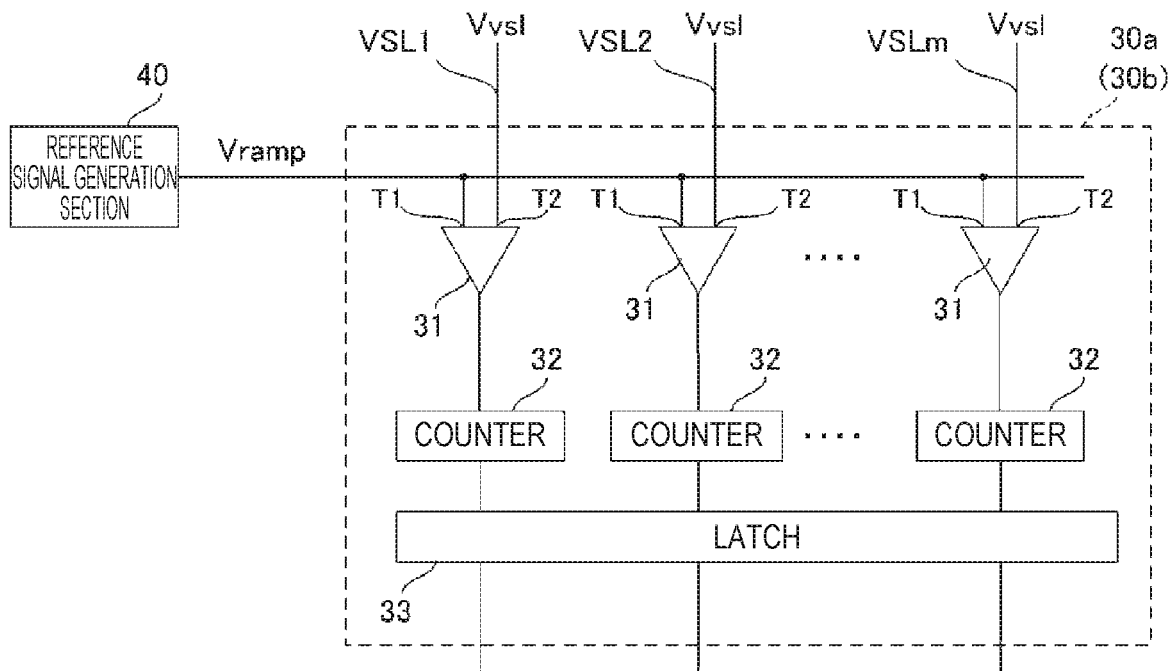 Vvsl Vvsl Vvsl
VSL1 VSL2 VSLm 30a
40 (30b)
REFERENCE
SIGNAL GENERATION
SECTION
Vramp
T1 T2 T1 T2 T1 T2
....
31 31 31
32 32 32
COUNTER COUNTER .... COUNTER
LATCH
33